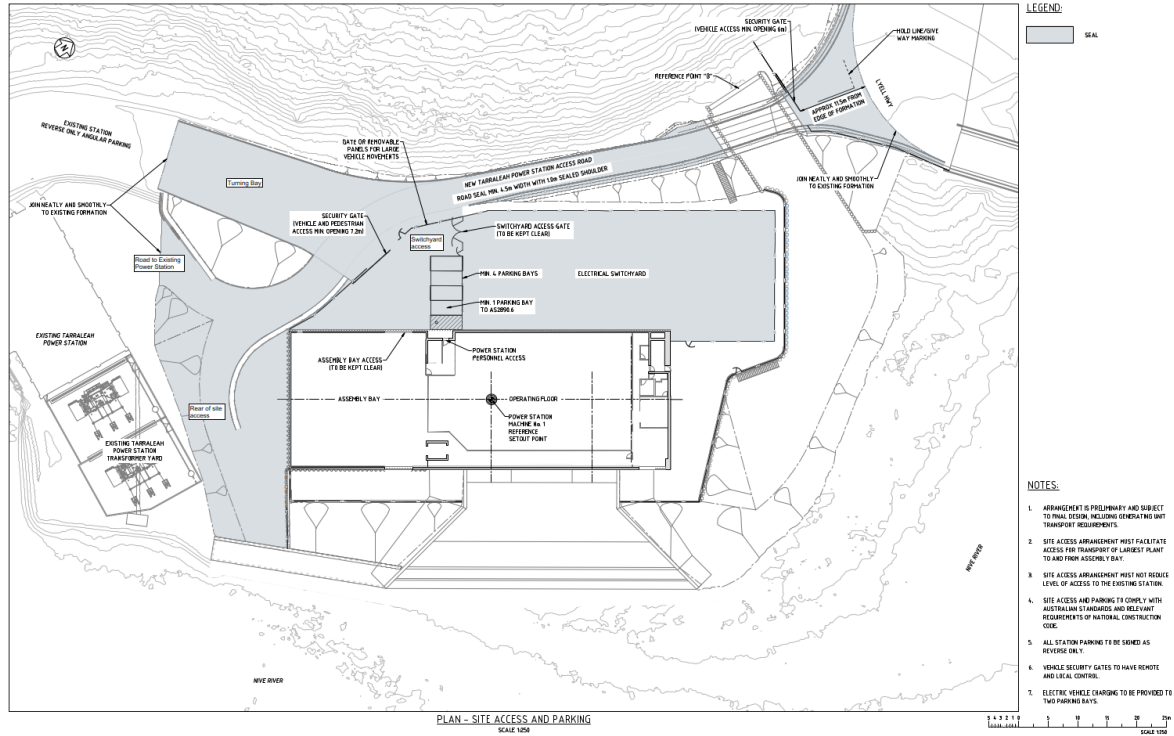 LEGEND:
SEAL
SECURITY GATE
(VEHICLE ACCESS MIN. OPENING 6m)
HOLD LINE/GIVE
WAY MARKING
REFERENCE POINT "B"
LYELL HWY
APPROX 11.5m FROM
EDGE OF FORMATION
N
EXISTING STATION
REVERSE ONLY ANGULAR PARKING
GATE OR REMOVABLE
PANELS FOR LARGE
VEHICLE MOVEMENTS
NEW TARRALEAH POWER STATION ACCESS ROAD
ROAD SEAL MIN. 4.5m WIDTH WITH 1.0m SEALED SHOULDER
JOIN NEATLY AND SMOOTHLY
TO EXISTING FORMATION
Turning Bay
JOIN NEATLY AND SMOOTHLY
TO EXISTING FORMATION
SECURITY GATE
(VEHICLE AND PEDESTRIAN
ACCESS MIN. OPENING 7.2m)
SWITCHYARD ACCESS GATE
(TO BE KEPT CLEAR)
Switchyard
access
Road to Existing
Power Station
MIN. 4 PARKING BAYS
ELECTRICAL SWITCHYARD
MIN. 1 PARKING BAY
TO AS2890.6
EXISTING TARRALEAH
POWER STATION
ASSEMBLY BAY ACCESS
(TO BE KEPT CLEAR)
POWER STATION
PERSONNEL ACCESS
ASSEMBLY BAY
OPERATING FLOOR
Rear of site
access
POWER STATION
MACHINE No. 1
REFERENCE
SETOUT POINT
EXISTING TARRALEAH
POWER STATION
TRANSFORMER YARD
NIVE RIVER
NIVE RIVER
NOTES:
1. ARRANGEMENT IS PRELIMINARY AND SUBJECT
TO FINAL DESIGN, INCLUDING GENERATING UNIT
TRANSPORT REQUIREMENTS.
2. SITE ACCESS ARRANGEMENT MUST FACILITATE
ACCESS FOR TRANSPORT OF LARGEST PLANT
TO AND FROM ASSEMBLY BAY.
3. SITE ACCESS ARRANGEMENT MUST NOT REDUCE
LEVEL OF ACCESS TO THE EXISTING STATION.
4. SITE ACCESS AND PARKING TO COMPLY WITH
AUSTRALIAN STANDARDS AND RELEVANT
REQUIREMENTS OF NATIONAL CONSTRUCTION
CODE.
5. ALL STATION PARKING TO BE SIGNED AS
REVERSE ONLY.
6. VEHICLE SECURITY GATES TO HAVE REMOTE
AND LOCAL CONTROL.
7. ELECTRIC VEHICLE CHARGING TO BE PROVIDED TO
TWO PARKING BAYS.
PLAN - SITE ACCESS AND PARKING
SCALE 1:250
5 4 3 2 1 0 5 10 15 20 25m
SCALE 1:250